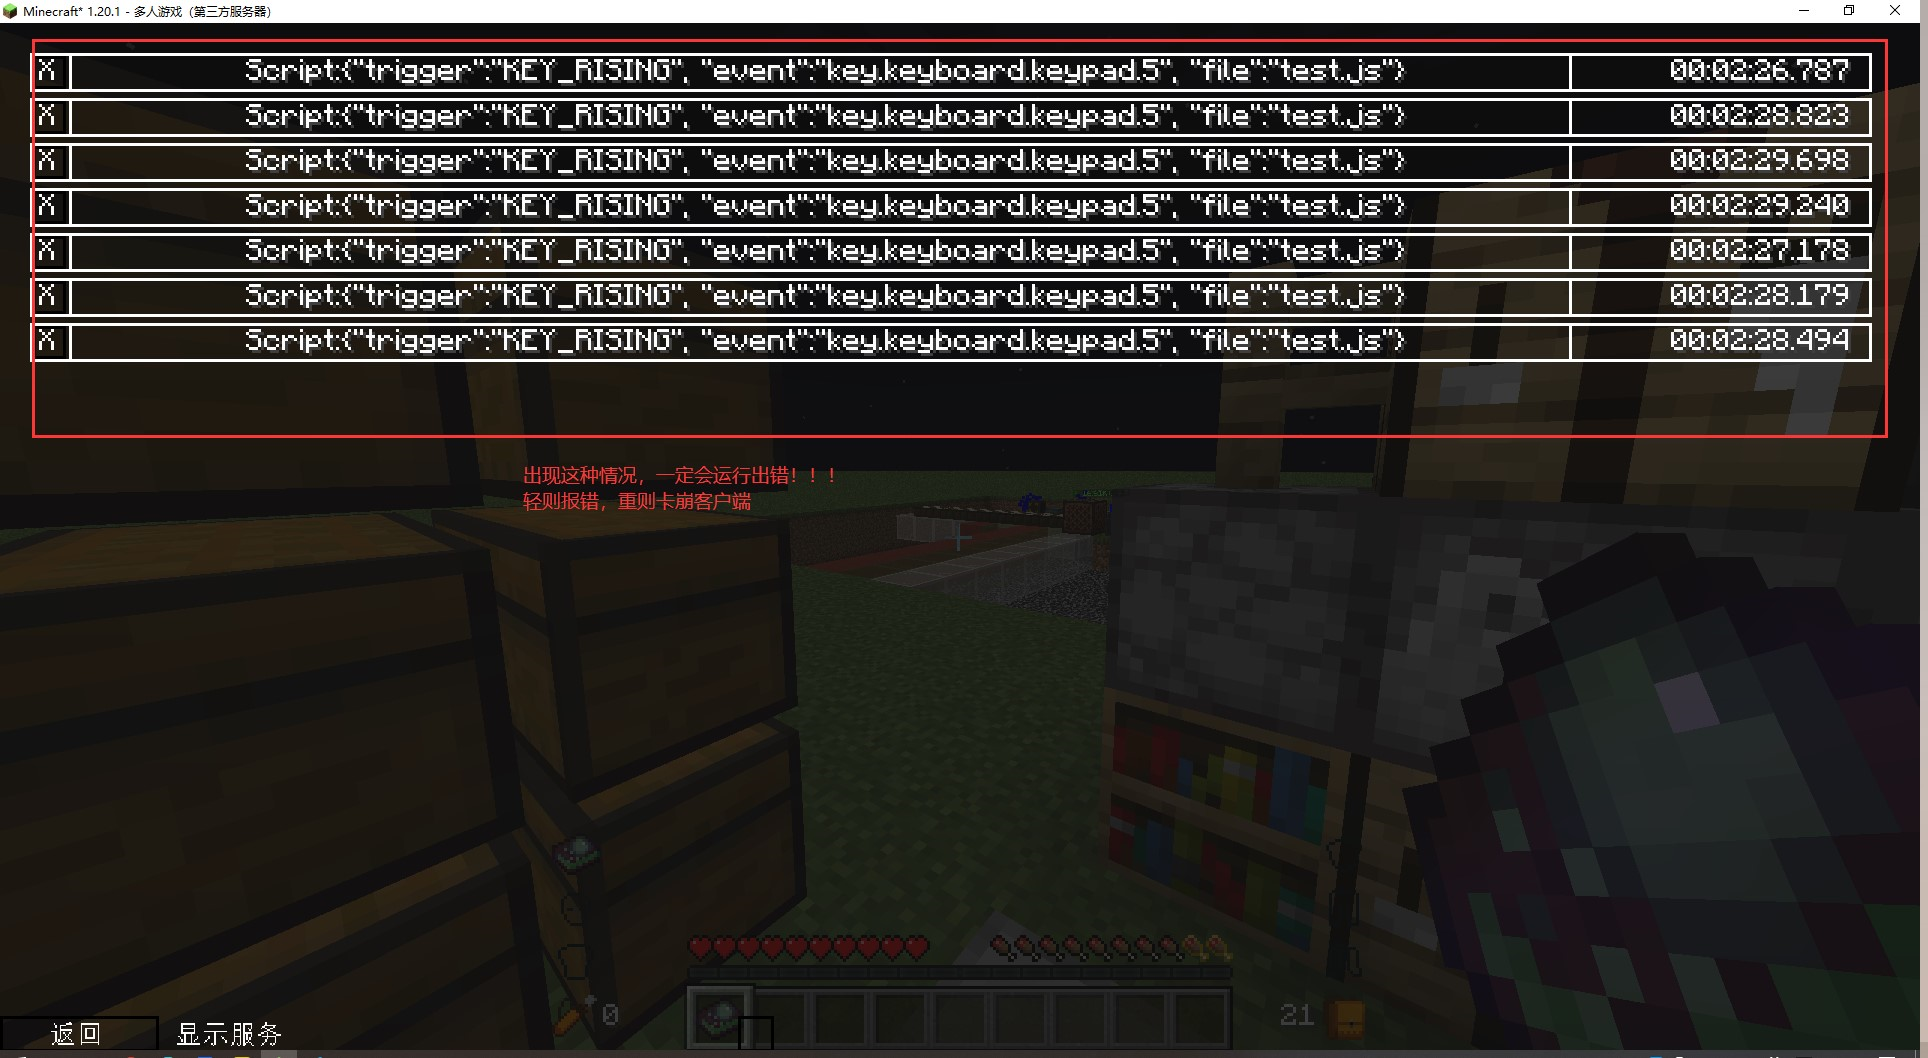 Minecraft* 1.20.1 - 多人游戏（第三方服务器）
X Script:{"trigger":"KEY_RISING", "event":"key.keyboard.keypad.5", "file":"test.js"} 00:02:26.787
X Script:{"trigger":"KEY_RISING", "event":"key.keyboard.keypad.5", "file":"test.js"} 00:02:28.823
X Script:{"trigger":"KEY_RISING", "event":"key.keyboard.keypad.5", "file":"test.js"} 00:02:29.698
X Script:{"trigger":"KEY_RISING", "event":"key.keyboard.keypad.5", "file":"test.js"} 00:02:29.240
X Script:{"trigger":"KEY_RISING", "event":"key.keyboard.keypad.5", "file":"test.js"} 00:02:27.178
X Script:{"trigger":"KEY_RISING", "event":"key.keyboard.keypad.5", "file":"test.js"} 00:02:28.179
X Script:{"trigger":"KEY_RISING", "event":"key.keyboard.keypad.5", "file":"test.js"} 00:02:28.494
出现这种情况，一定会运行出错！！！
轻则报错，重则卡崩客户端
0
21
返回 显示服务